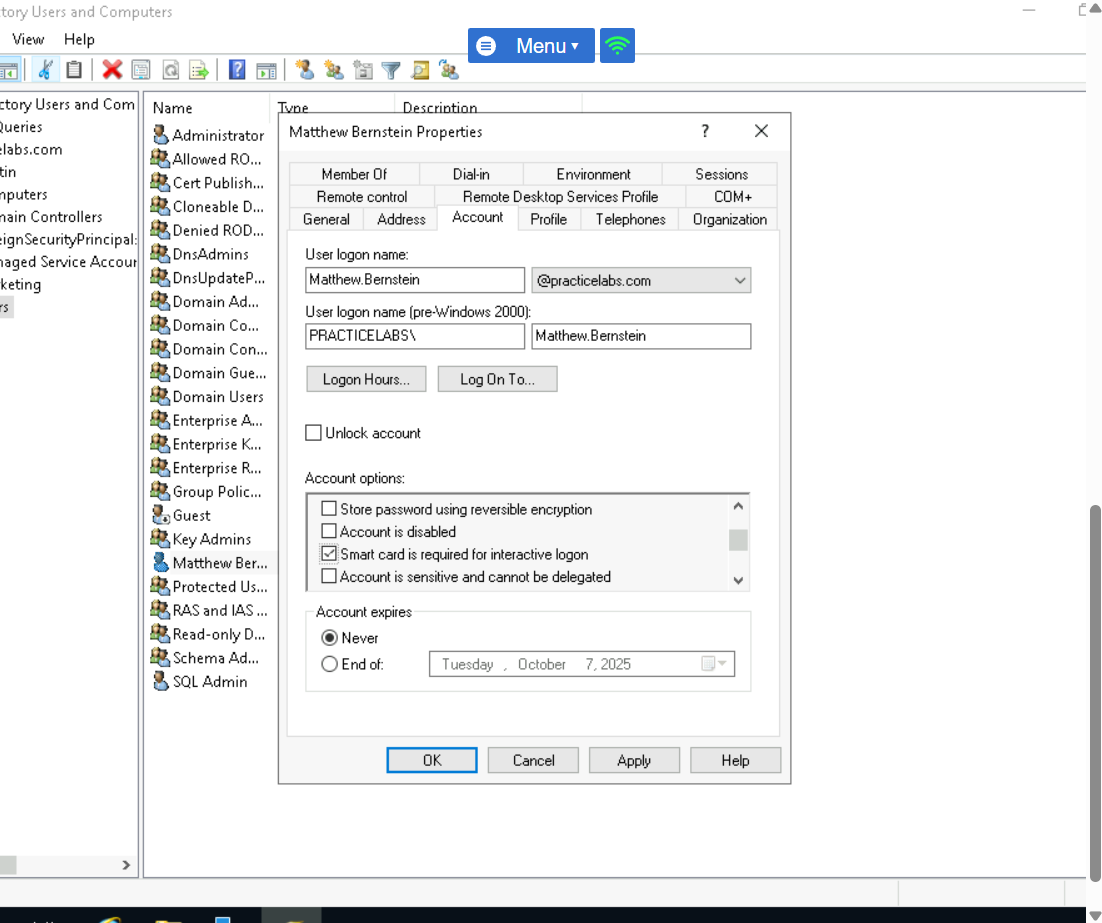 tory Users and Computers
View Help
Menu
ctory Users and Com
Queries
elabs.com
tin
mputers
main Controllers
eignSecurityPrincipal:
naged Service Accour
keting
rs
Name Type Description
Administrator
Allowed RO...
Cert Publish...
Cloneable D...
Denied ROD...
DnsAdmins
DnsUpdateP...
Domain Ad...
Domain Co...
Domain Con...
Domain Gue...
Domain Users
Enterprise A...
Enterprise K...
Enterprise R...
Group Polic...
Guest
Key Admins
Matthew Ber...
Protected Us...
RAS and IAS ...
Read-only D...
Schema Ad...
SQL Admin
Matthew Bernstein Properties ?
Member Of Dial-in Environment Sessions
Remote control Remote Desktop Services Profile COM+
General Address Account Profile Telephones Organization
User logon name:
Matthew.Bernstein @practicelabs.com
User logon name (pre-Windows 2000):
PRACTICELABS\ Matthew.Bernstein
Logon Hours... Log On To...
Unlock account
Account options:
Store password using reversible encryption
Account is disabled
Smart card is required for interactive logon
Account is sensitive and cannot be delegated
Account expires
Never
End of: Tuesday , October 7, 2025
OK Cancel Apply Help